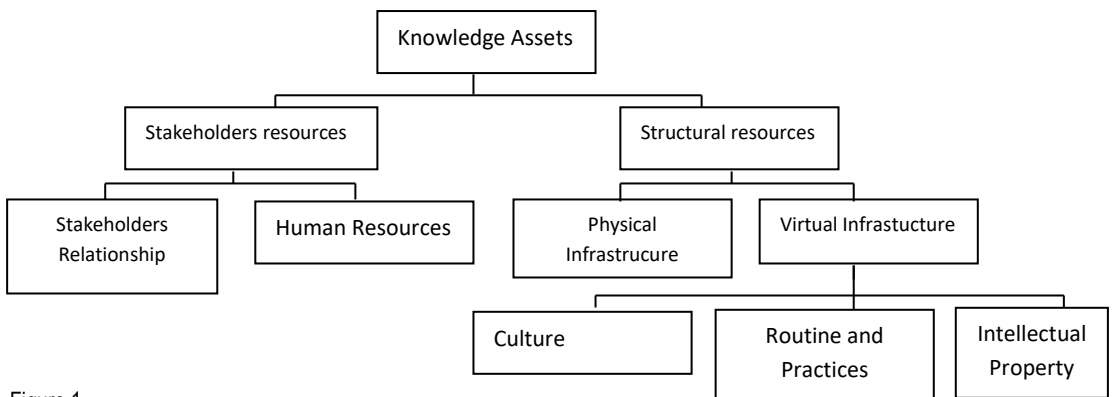 Knowledge Assets
Stakeholders resources
Structural resources
Stakeholders
Relationship
Human Resources
Physical
Infrastrucure
Virtual Infrastucture
Culture
Routine and
Practices
Intellectual
Property
Figure 1